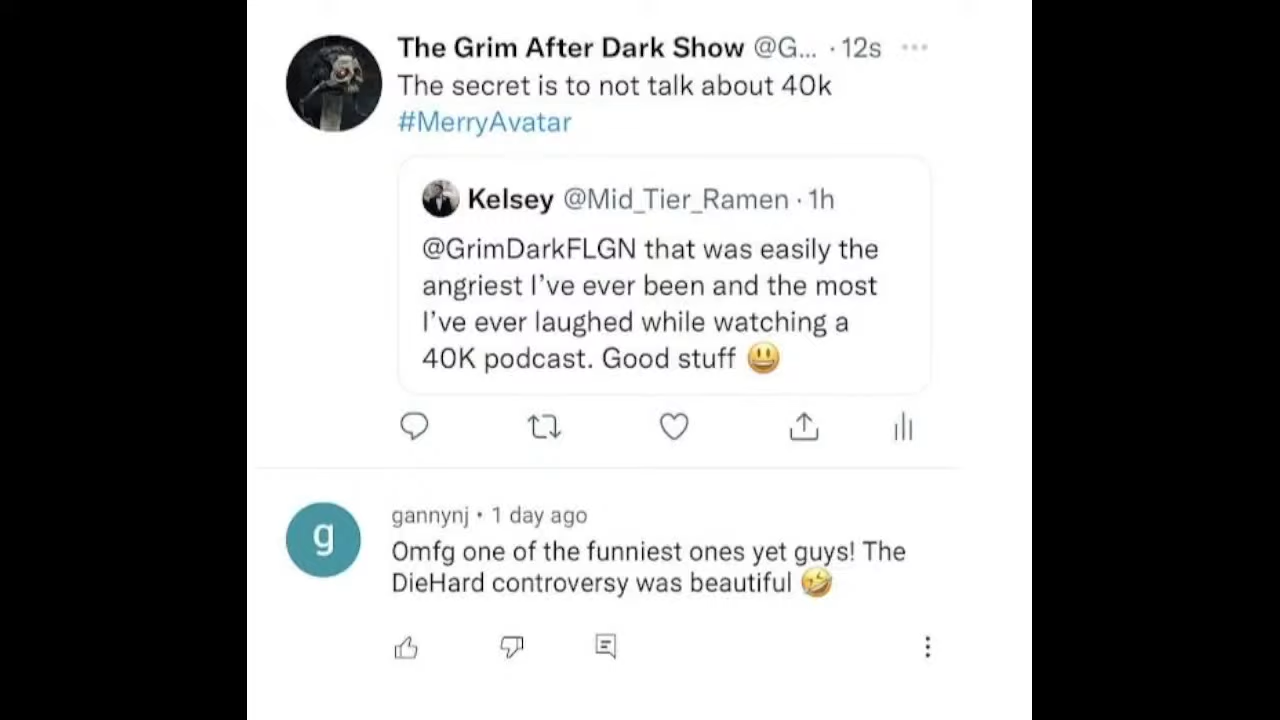 The Grim After Dark Show @G... · 12s
The secret is to not talk about 40k
#MerryAvatar
Kelsey @Mid_Tier_Ramen · 1h
@GrimDarkFLGN that was easily the
angriest I’ve ever been and the most
I’ve ever laughed while watching a
40K podcast. Good stuff 😃
g
gannynj • 1 day ago
Omfg one of the funniest ones yet guys! The
DieHard controversy was beautiful 🤣